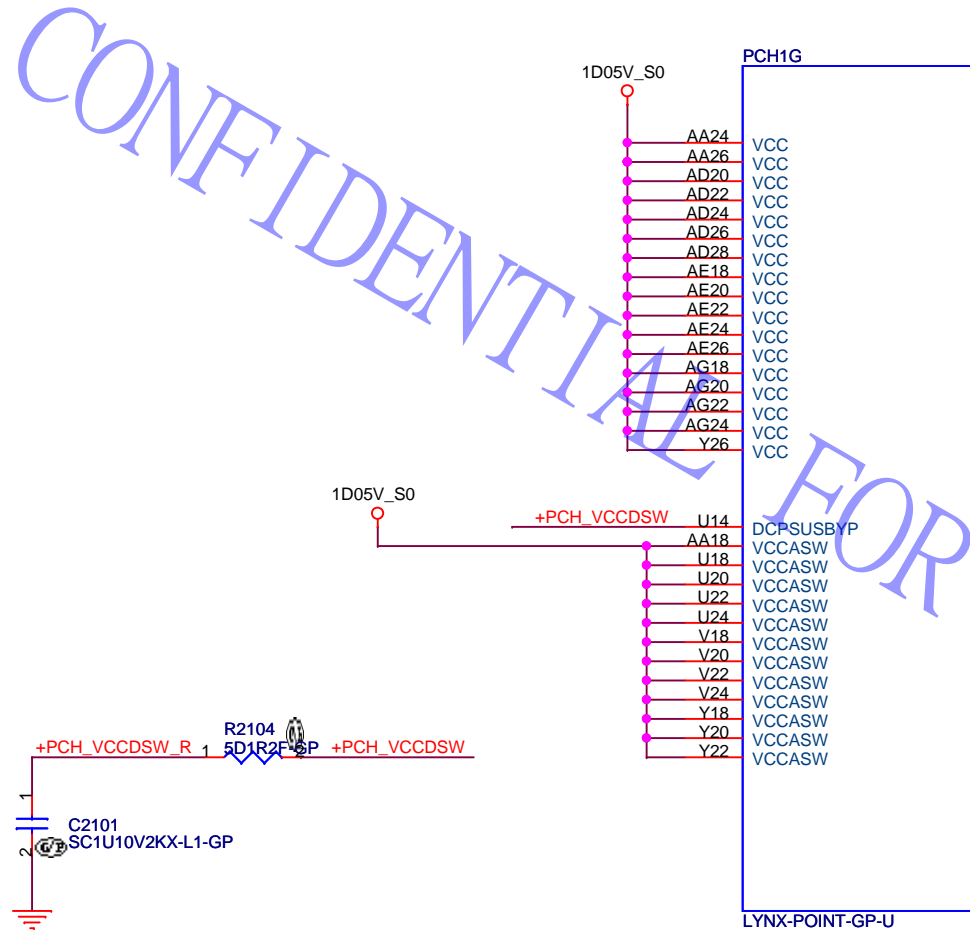 CONFIDENTIAL FOR
PCH1G
1D05V_S0
AA24 VCC
AA26 VCC
AD20 VCC
AD22 VCC
AD24 VCC
AD26 VCC
AD28 VCC
AE18 VCC
AE20 VCC
AE22 VCC
AE24 VCC
AE26 VCC
AG18 VCC
AG20 VCC
AG22 VCC
AG24 VCC
Y26 VCC
1D05V_S0
+PCH_VCCDSW U14 DCPSUSBYP
AA18 VCCASW
U18 VCCASW
U20 VCCASW
U22 VCCASW
U24 VCCASW
V18 VCCASW
V20 VCCASW
V22 VCCASW
V24 VCCASW
Y18 VCCASW
Y20 VCCASW
Y22 VCCASW
R2104
5D1R2F-GP
+PCH_VCCDSW_R 1 2 +PCH_VCCDSW
1
C2101
SC1U10V2KX-L1-GP
2
LYNX-POINT-GP-U